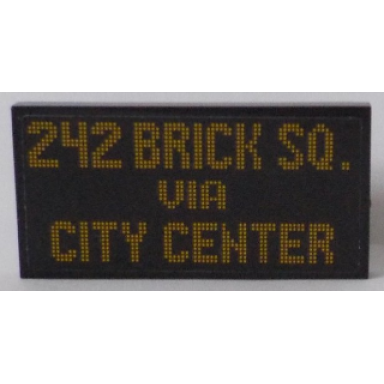 242 BRICK SQ.
VIA
CITY CENTER